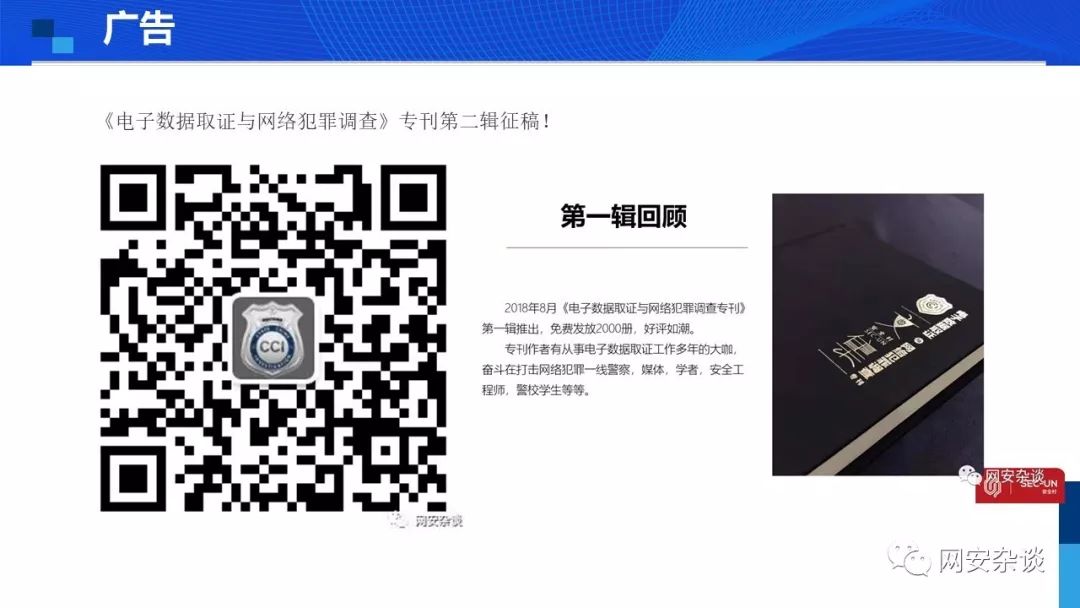 广告
《电子数据取证与网络犯罪调查》专刊第二辑征稿！
CCI
网安杂谈
第一辑回顾
2018年8月《电子数据取证与网络犯罪调查专刊》
第一辑推出，免费发放2000册，好评如潮。
专刊作者有从事电子数据取证工作多年的大咖，
奋斗在打击网络犯罪一线警察，媒体，学者，安全工
程师，警校学生等等。
网安杂谈
SEC-UN
安全村
网安杂谈